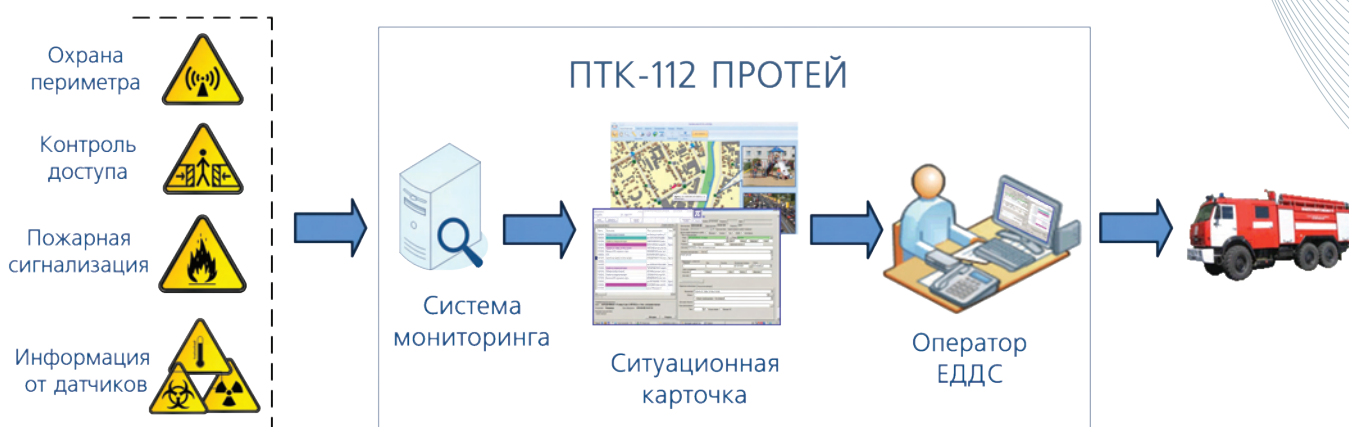 Охрана
периметра
Контроль
доступа
Пожарная
сигнализация
Информация
от датчиков
ПТК-112 ПРОТЕЙ
Система
мониторинга
Ситуационная
карточка
Оператор
ЕДДС